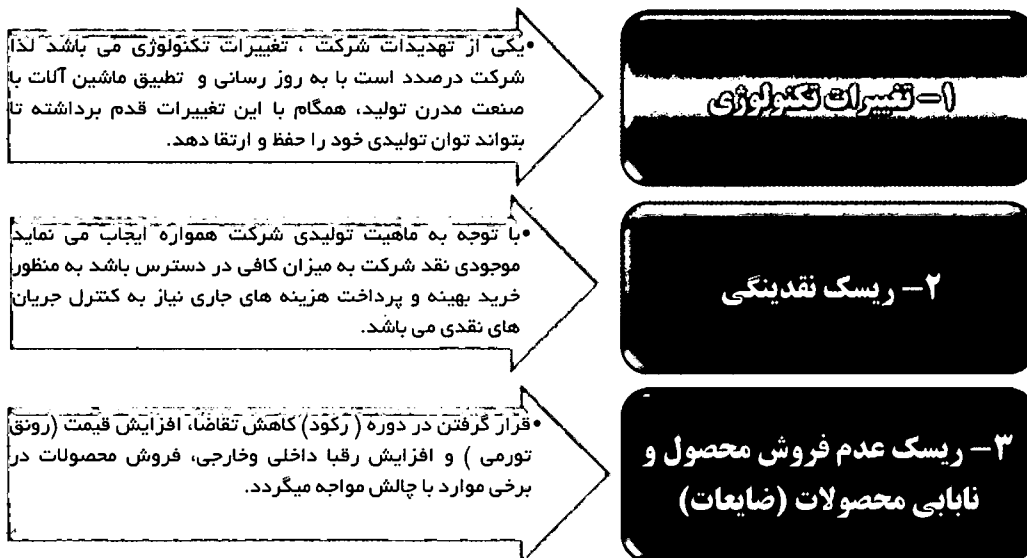 ۱- تغییرات تکنولوژی
•یکی از تهدیدات شرکت ، تغییرات تکنولوژی می باشد لذا
شرکت درصدد است با به روز رسانی و تطبیق ماشین آلات با
صنعت مدرن تولید، همگام با این تغییرات قدم برداشته تا
بتواند توان تولیدی خود را حفظ و ارتقا دهد.
۲- ریسک نقدینگی
•با توجه به ماهیت تولیدی شرکت همواره ایجاب می نماید
موجودی نقد شرکت به میزان کافی در دسترس باشد به منظور
خرید بهینه و پرداخت هزینه های جاری نیاز به کنترل جریان
های نقدی می باشد.
۳- ریسک عدم فروش محصول و
نابابی محصولات (ضایعات)
•قرار گرفتن در دوره ( رکود) کاهش تقاضا، افزایش قیمت (رونق
تورمی ) و افزایش رقبا داخلی وخارجی، فروش محصولات در
برخی موارد با چالش مواجه میگردد.